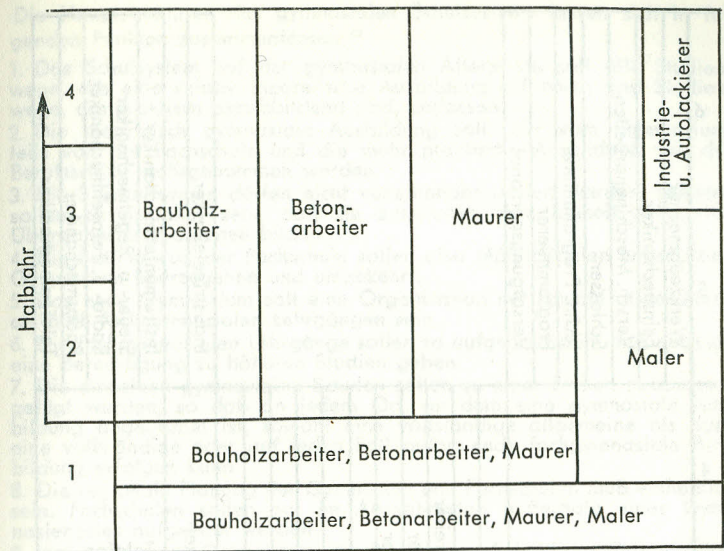 4
3
2
1
Halbjahr
Bauholz-
arbeiter
Beton-
arbeiter
Maurer
Industrie-
u. Autolackierer
Maler
Bauholzarbeiter, Betonarbeiter, Maurer
Bauholzarbeiter, Betonarbeiter, Maurer, Maler